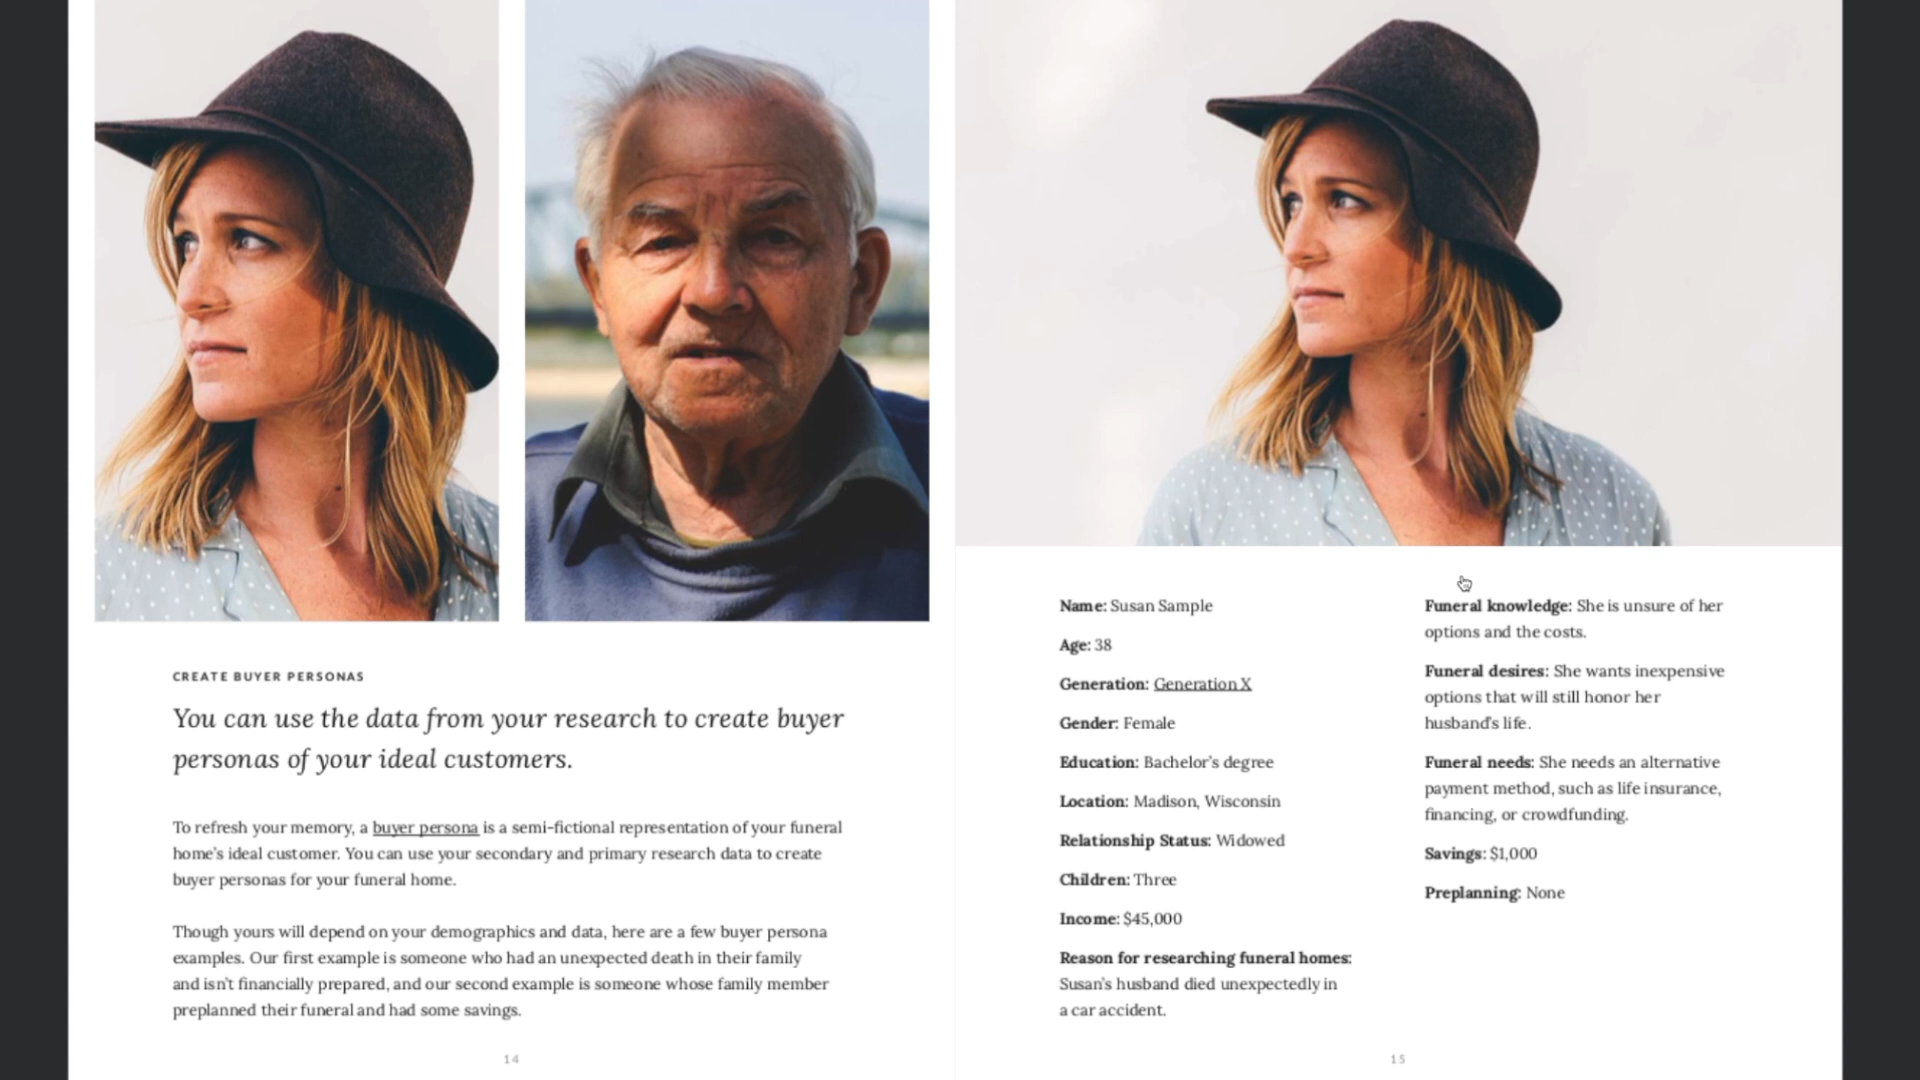 CREATE BUYER PERSONAS
You can use the data from your research to create buyer
personas of your ideal customers.
To refresh your memory, a buyer persona is a semi-fictional representation of your funeral
home's ideal customer. You can use your secondary and primary research data to create
buyer personas for your funeral home.
Though yours will depend on your demographics and data, here are a few buyer persona
examples. Our first example is someone who had an unexpected death in their family
and isn't financially prepared, and our second example is someone whose family member
preplanned their funeral and had some savings.
14
Name: Susan Sample
Age: 38
Generation: Generation X
Gender: Female
Education: Bachelor's degree
Location: Madison, Wisconsin
Relationship Status: Widowed
Children: Three
Income: $45,000
Reason for researching funeral homes:
Susan's husband died unexpectedly in
a car accident.
Funeral knowledge: She is unsure of her
options and the costs.
Funeral desires: She wants inexpensive
options that will still honor her
husband's life.
Funeral needs: She needs an alternative
payment method, such as life insurance,
financing, or crowdfunding.
Savings: $1,000
Preplanning: None
15